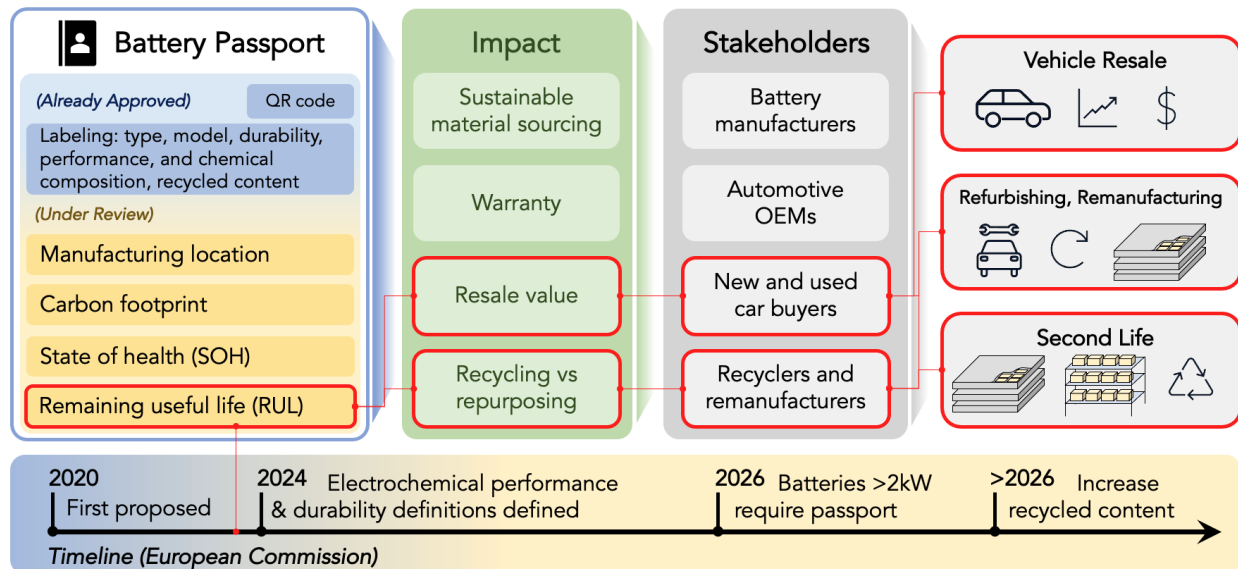 Battery Passport
(Already Approved)
QR code
Labeling: type, model, durability,
performance, and chemical
composition, recycled content
(Under Review)
Manufacturing location
Carbon footprint
State of health (SOH)
Remaining useful life (RUL)
Impact
Sustainable
material sourcing
Warranty
Resale value
Recycling vs
repurposing
Stakeholders
Battery
manufacturers
Automotive
OEMs
New and used
car buyers
Recyclers and
remanufacturers
Vehicle Resale
$
Refurbishing, Remanufacturing
Second Life
2020
First proposed
2024 Electrochemical performance
& durability definitions defined
2026 Batteries >2kW
require passport
>2026 Increase
recycled content
Timeline (European Commission)